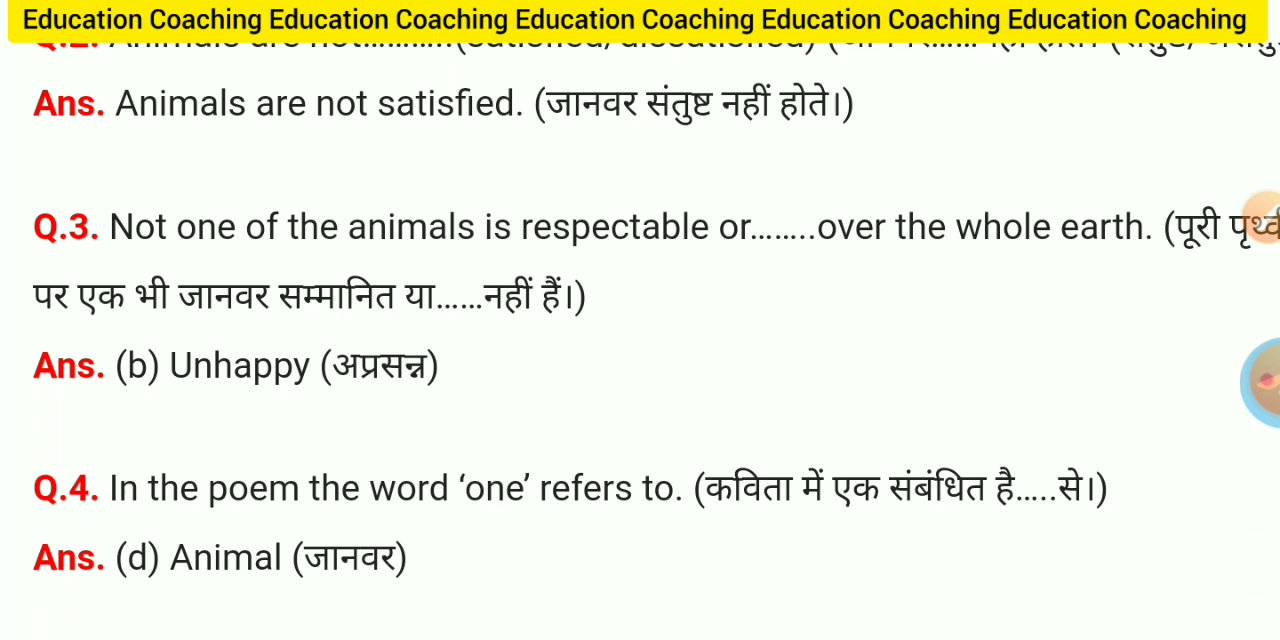 Education Coaching Education Coaching Education Coaching Education Coaching Education Coaching
Ans. Animals are not satisfied. (जानवर संतुष्ट नहीं होते।)
Q.3. Not one of the animals is respectable or........over the whole earth. (पूरी
पर एक भी जानवर सम्मानित या......नहीं हैं।)
Ans. (b) Unhappy (अप्रसन्न)
Q.4. In the poem the word ‘one’ refers to. (कविता में एक संबंधित है.....से।)
Ans. (d) Animal (जानवर)